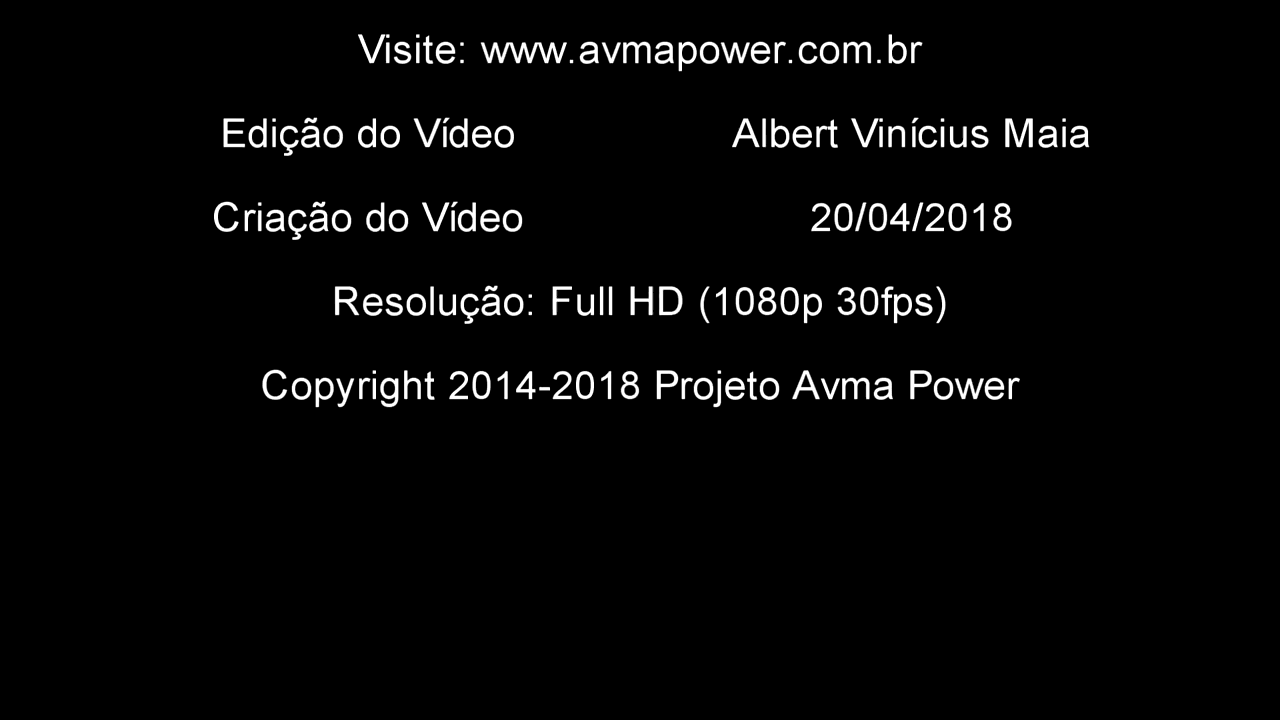 Visite: www.avmapower.com.br
Edição do Vídeo Albert Vinícius Maia
Criação do Vídeo 20/04/2018
Resolução: Full HD (1080p 30fps)
Copyright 2014-2018 Projeto Avma Power